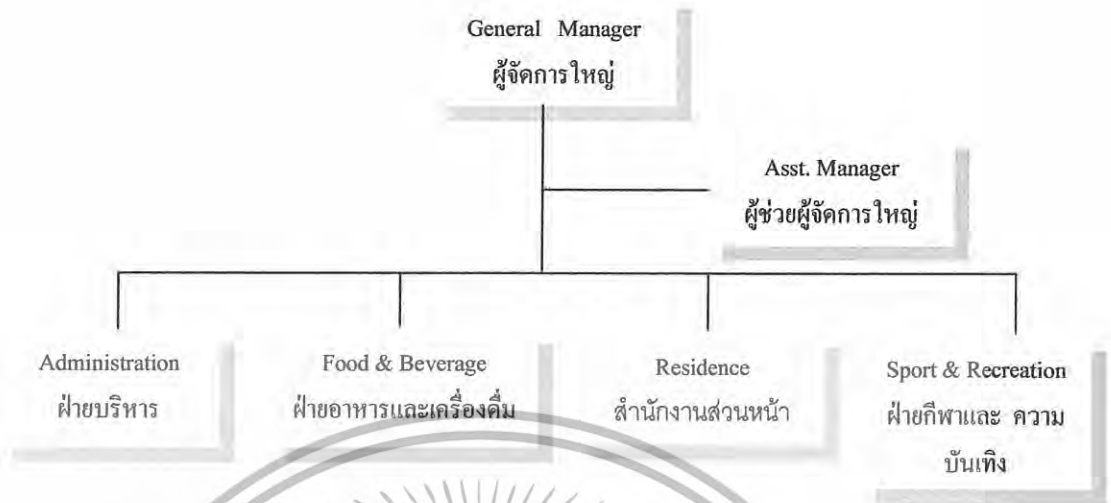 General Manager
ผู้จัดการใหญ่
Asst. Manager
ผู้ช่วยผู้จัดการใหญ่
Administration
ฝ่ายบริหาร
Food & Beverage
ฝ่ายอาหารและเครื่องดื่ม
Residence
สำนักงานส่วนหน้า
Sport & Recreation
ฝ่ายกีฬาและ ความ
บันเทิง